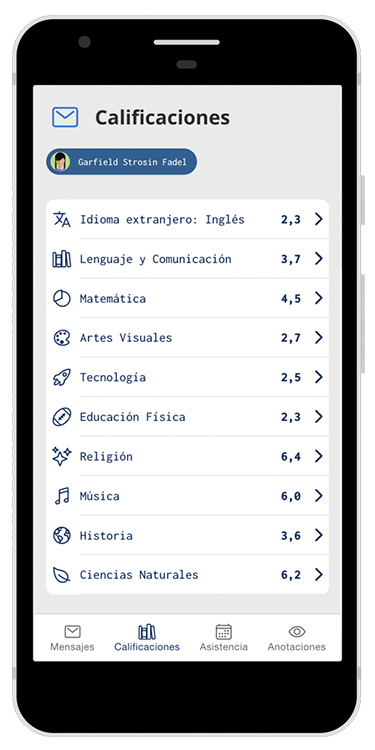 Calificaciones
Garfield Strosin Fadel
Idioma extranjero: Inglés 2,3
Lenguaje y Comunicación 3,7
Matemática 4,5
Artes Visuales 2,7
Tecnología 2,5
Educación Física 2,3
Religión 6,4
Música 6,0
Historia 3,6
Ciencias Naturales 6,2
Mensajes Calificaciones Asistencia Anotaciones